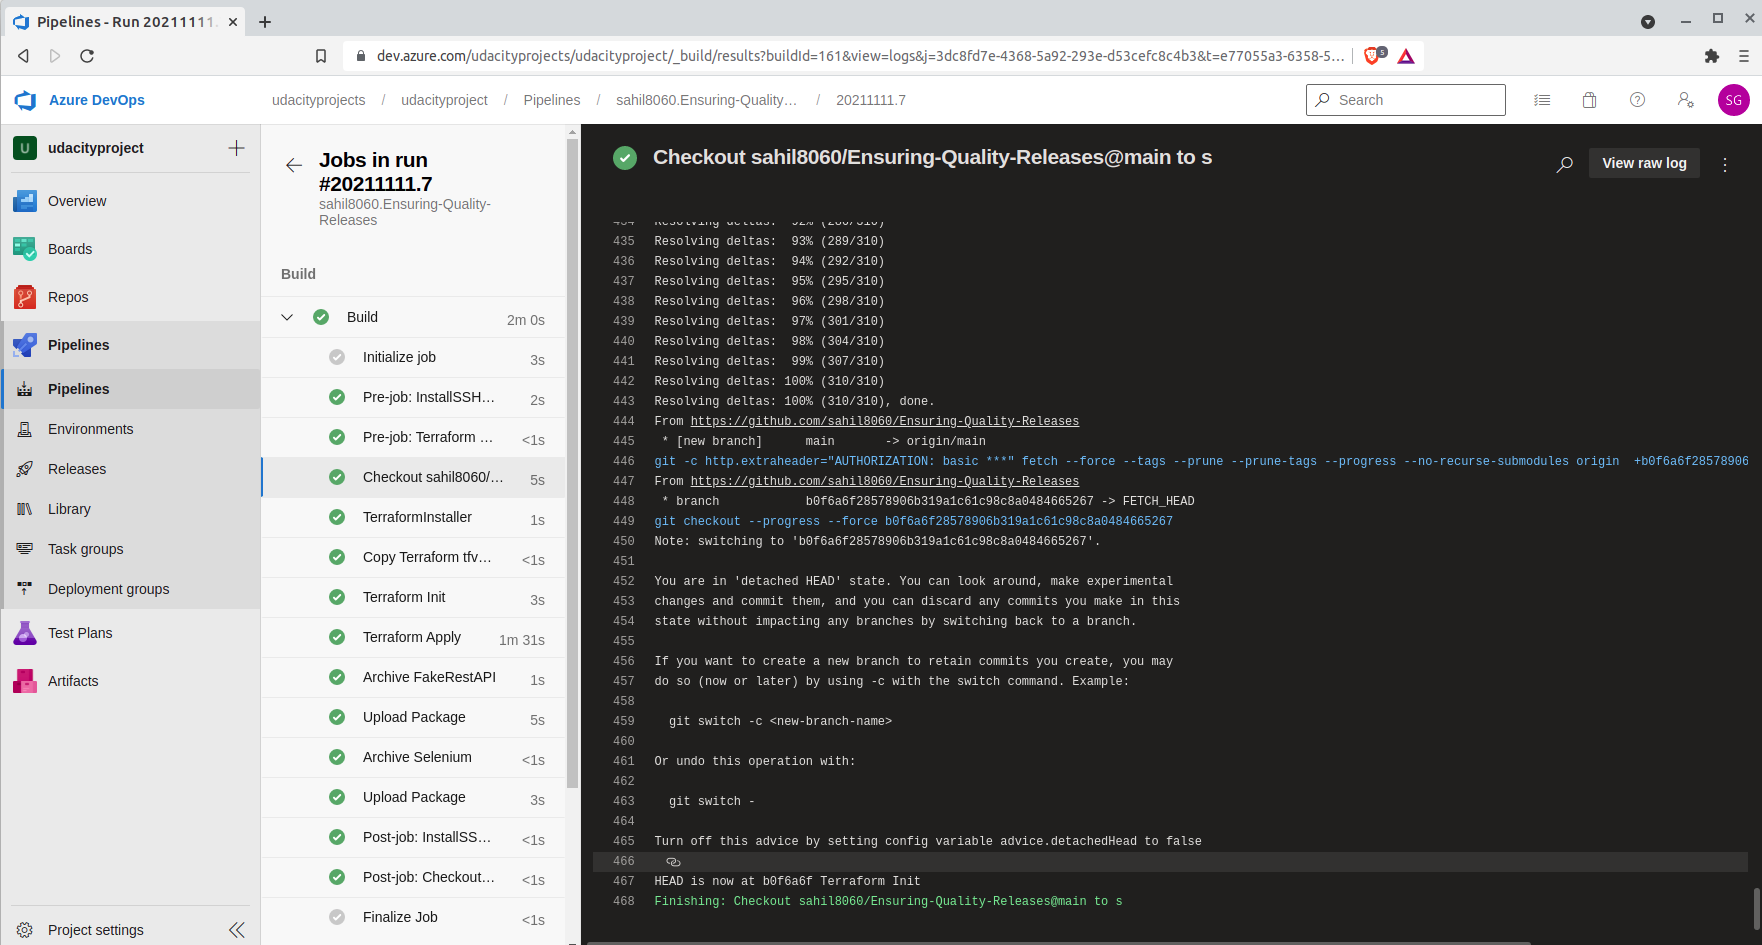 Pipelines - Run 20211111.
dev.azure.com/udacityprojects/udacityproject/_build/results?buildId=161&view=logs&j=3dc8fd7e-4368-5a92-293e-d53cefc8c4b3&t=e77055a3-6358-5...
5
Azure DevOps
udacityprojects / udacityproject / Pipelines / sahil8060.Ensuring-Quality... / 20211111.7
Search
SG
U udacityproject
Overview
Boards
Repos
Pipelines
Pipelines
Environments
Releases
Library
Task groups
Deployment groups
Test Plans
Artifacts
Project settings
Jobs in run
#20211111.7
sahil8060.Ensuring-Quality-
Releases
Build
Build 2m 0s
Initialize job 3s
Pre-job: InstallSSH... 2s
Pre-job: Terraform ... <1s
Checkout sahil8060/... 5s
TerraformInstaller 1s
Copy Terraform tfv... <1s
Terraform Init 3s
Terraform Apply 1m 31s
Archive FakeRestAPI 1s
Upload Package 5s
Archive Selenium <1s
Upload Package 3s
Post-job: InstallSS... <1s
Post-job: Checkout... <1s
Finalize Job <1s
Checkout sahil8060/Ensuring-Quality-Releases@main to s
View raw log
434 Resolving deltas: 92% (286/310)
435 Resolving deltas: 93% (289/310)
436 Resolving deltas: 94% (292/310)
437 Resolving deltas: 95% (295/310)
438 Resolving deltas: 96% (298/310)
439 Resolving deltas: 97% (301/310)
440 Resolving deltas: 98% (304/310)
441 Resolving deltas: 99% (307/310)
442 Resolving deltas: 100% (310/310)
443 Resolving deltas: 100% (310/310), done.
444 From https://github.com/sahil8060/Ensuring-Quality-Releases
445 * [new branch] main -> origin/main
446 git -c http.extraheader="AUTHORIZATION: basic ***" fetch --force --tags --prune --prune-tags --progress --no-recurse-submodules origin +b0f6a6f28578906
447 From https://github.com/sahil8060/Ensuring-Quality-Releases
448 * branch b0f6a6f28578906b319a1c61c98c8a0484665267 -> FETCH_HEAD
449 git checkout --progress --force b0f6a6f28578906b319a1c61c98c8a0484665267
450 Note: switching to 'b0f6a6f28578906b319a1c61c98c8a0484665267'.
451
452 You are in 'detached HEAD' state. You can look around, make experimental
453 changes and commit them, and you can discard any commits you make in this
454 state without impacting any branches by switching back to a branch.
455
456 If you want to create a new branch to retain commits you create, you may
457 do so (now or later) by using -c with the switch command. Example:
458
459 git switch -c <new-branch-name>
460
461 Or undo this operation with:
462
463 git switch -
464
465 Turn off this advice by setting config variable advice.detachedHead to false
466
467 HEAD is now at b0f6a6f Terraform Init
468 Finishing: Checkout sahil8060/Ensuring-Quality-Releases@main to s